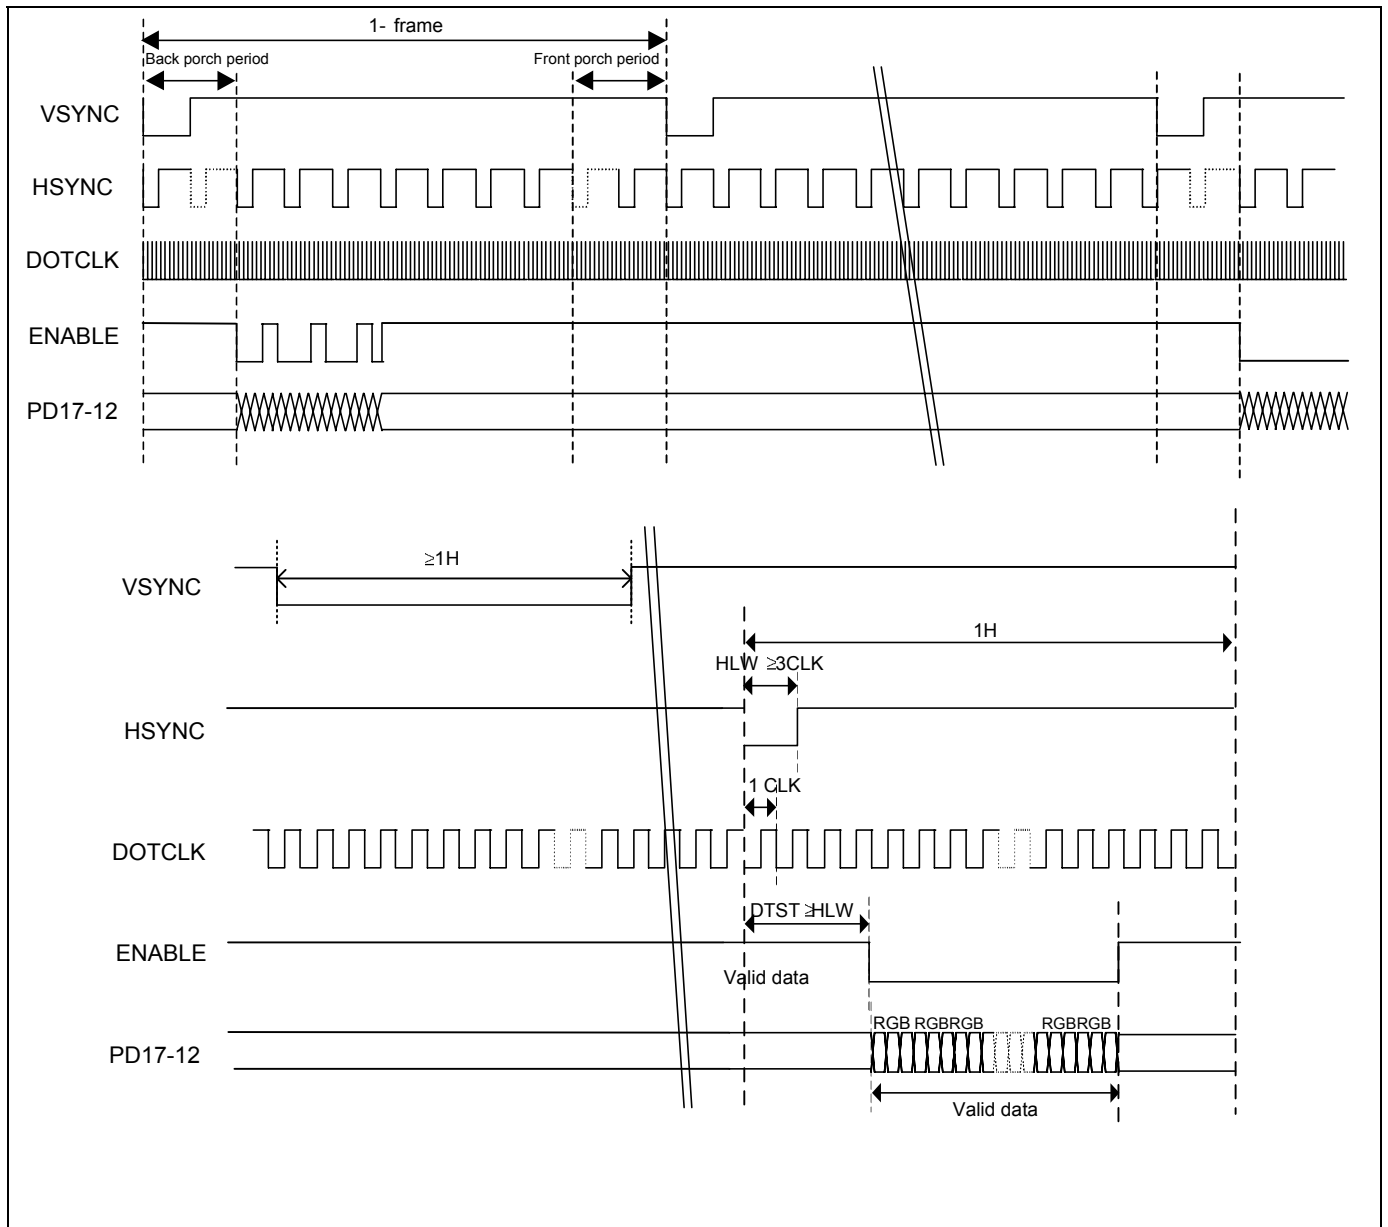 1- frame
Back porch period
Front porch period
VSYNC
HSYNC
DOTCLK
ENABLE
PD17-12
≥1H
VSYNC
1H
HLW ≥3CLK
HSYNC
1 CLK
DOTCLK
DTST ≥HLW
ENABLE
Valid data
RGB RGBRGB RGBRGB
PD17-12
Valid data